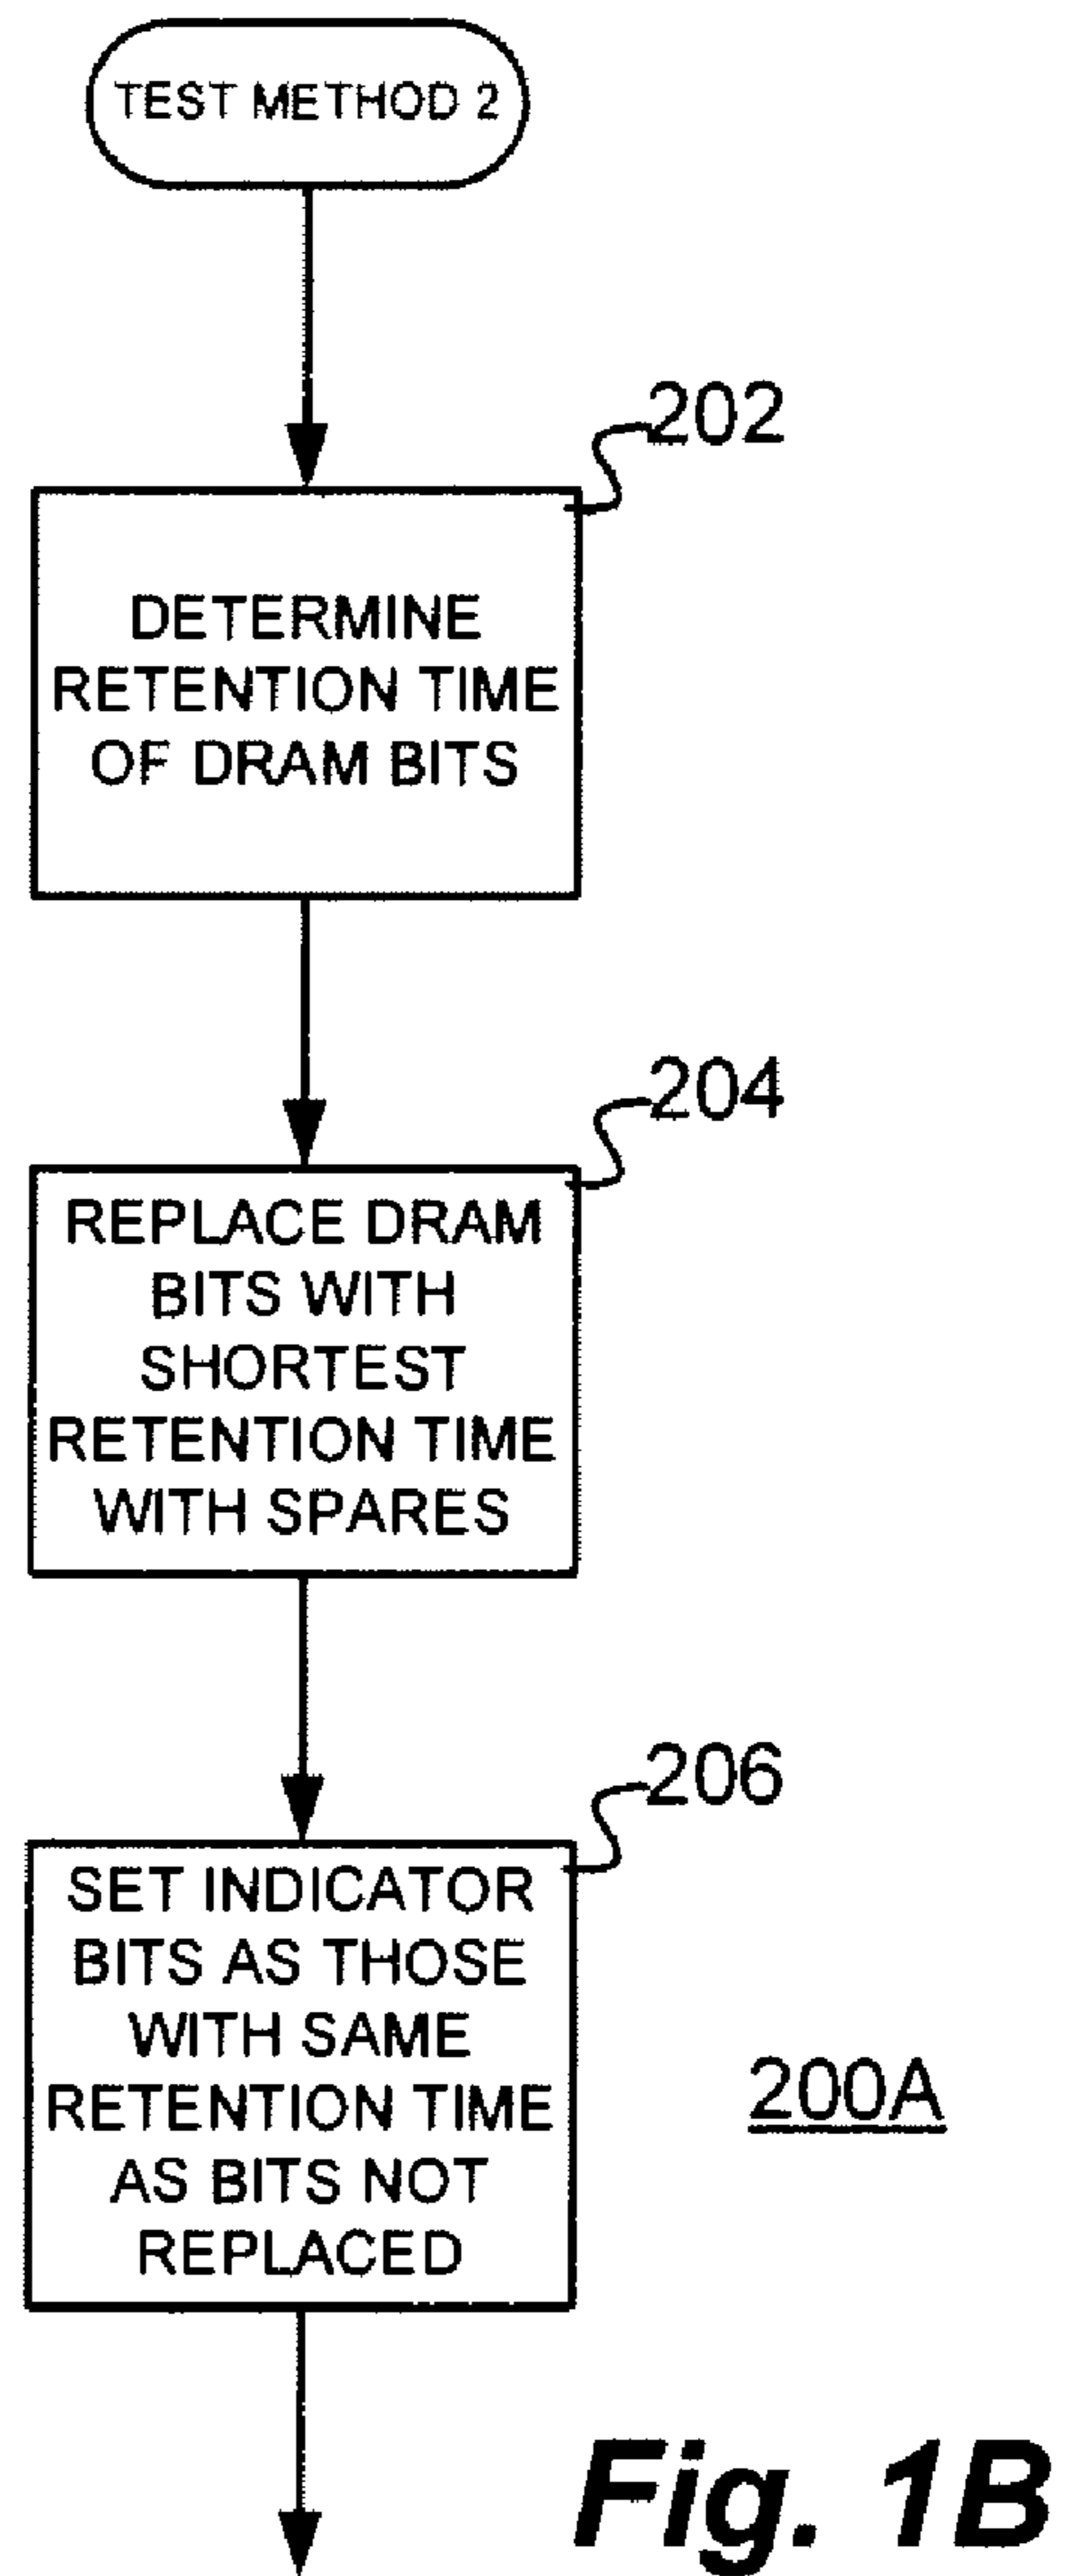 TEST METHOD 2
202
DETERMINE
RETENTION TIME
OF DRAM BITS
204
REPLACE DRAM
BITS WITH
SHORTEST
RETENTION TIME
WITH SPARES
206
SET INDICATOR
BITS AS THOSE
WITH SAME
RETENTION TIME
AS BITS NOT
REPLACED
200A
Fig. 1B